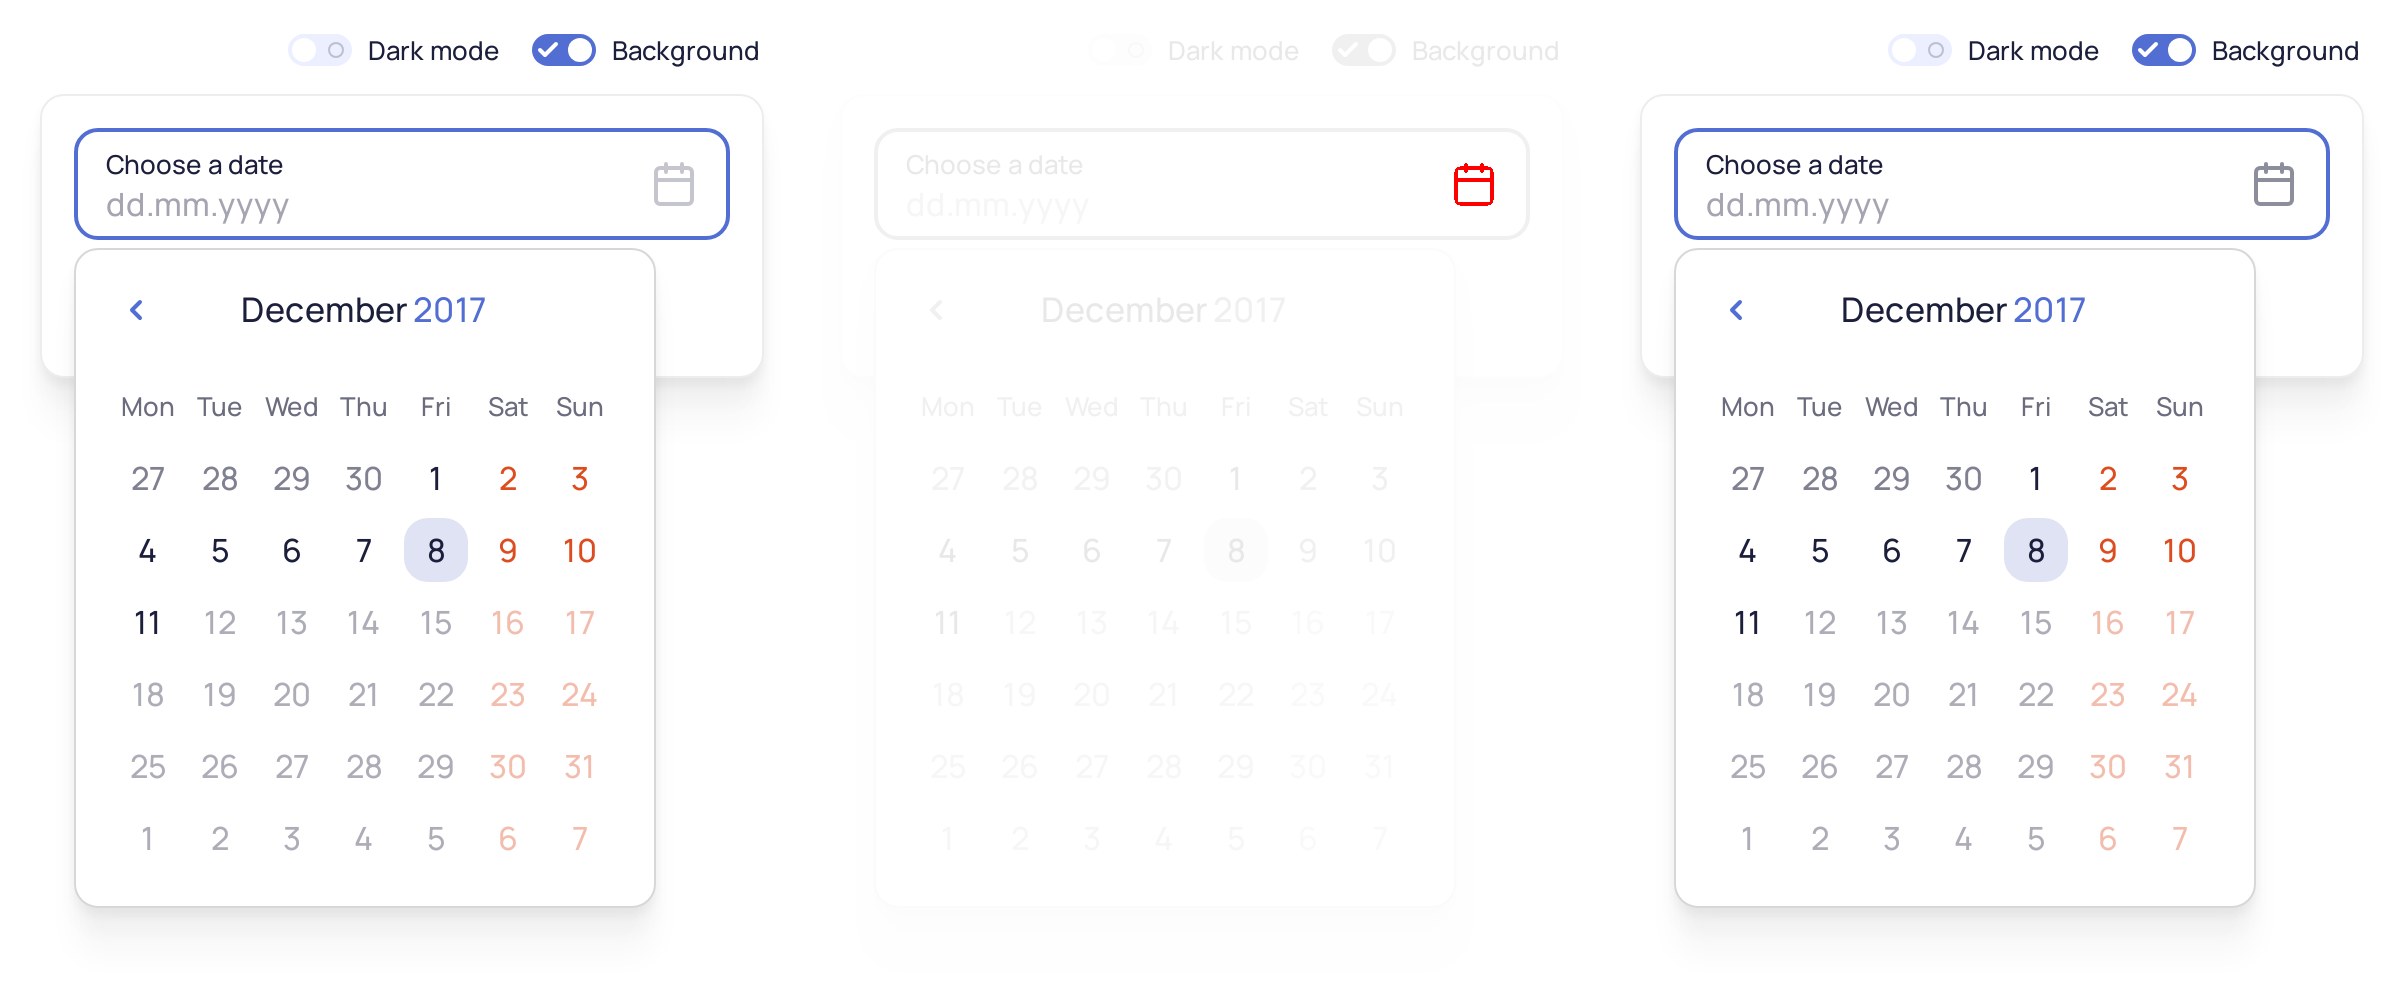 Dark mode Background
Choose a date
dd.mm.yyyy
December 2017
Mon Tue Wed Thu Fri Sat Sun
27 28 29 30 1 2 3
4 5 6 7 8 9 10
11 12 13 14 15 16 17
18 19 20 21 22 23 24
25 26 27 28 29 30 31
1 2 3 4 5 6 7
Dark mode Background
Choose a date
dd.mm.yyyy
December 2017
Mon Tue Wed Thu Fri Sat Sun
27 28 29 30 1 2 3
4 5 6 7 8 9 10
11 12 13 14 15 16 17
18 19 20 21 22 23 24
25 26 27 28 29 30 31
1 2 3 4 5 6 7
Dark mode Background
Choose a date
dd.mm.yyyy
December 2017
Mon Tue Wed Thu Fri Sat Sun
27 28 29 30 1 2 3
4 5 6 7 8 9 10
11 12 13 14 15 16 17
18 19 20 21 22 23 24
25 26 27 28 29 30 31
1 2 3 4 5 6 7